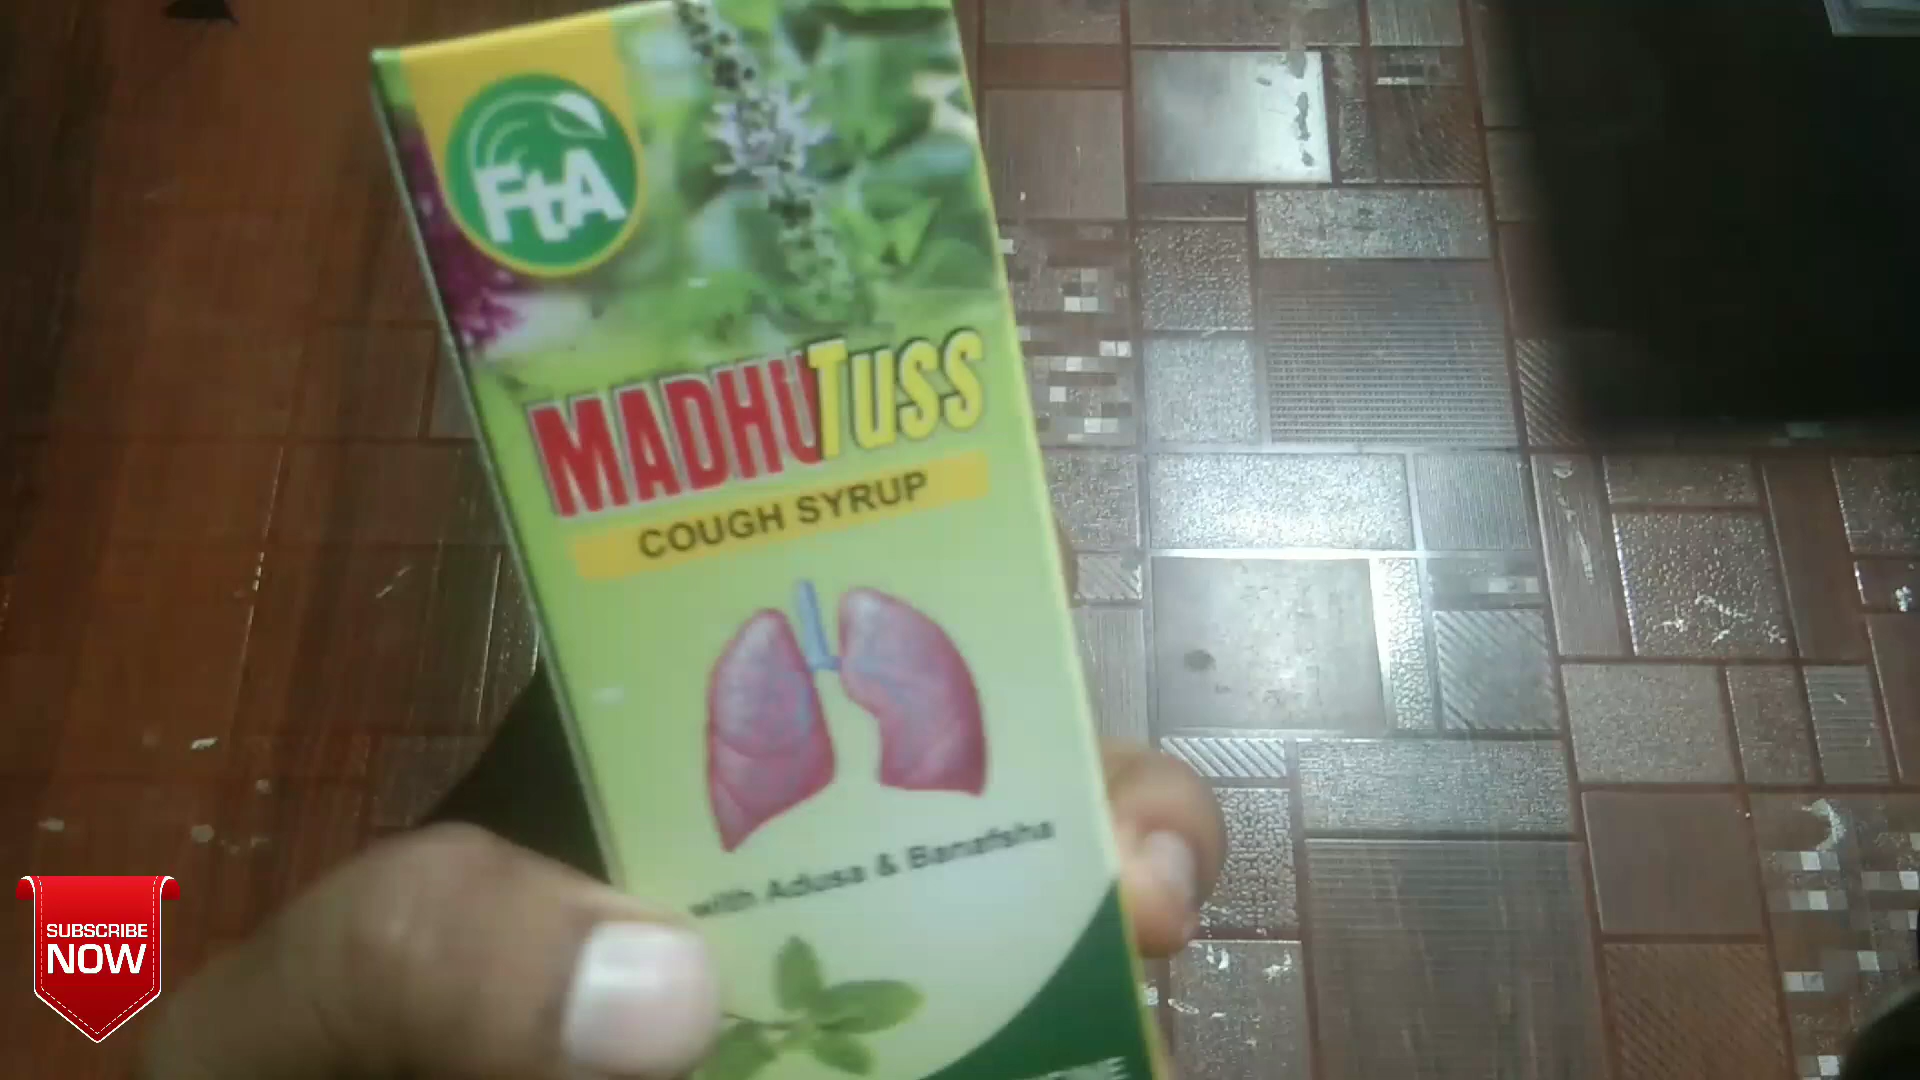 FtA
MADHUTUSS
COUGH SYRUP
with Adusa & Banafsha
SUBSCRIBE
NOW